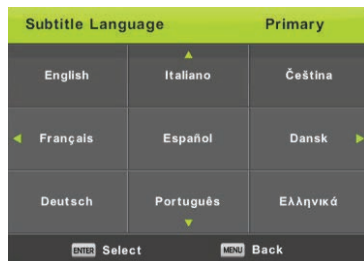 Subtitle Language Primary
English Italiano Čeština
Français Español Dansk
Deutsch Português Ελληνικά
ENTER Select MENU Back